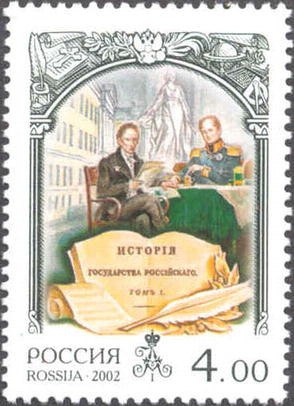 ИСТОРІЯ
ГОСУДАРСТВА РОССІЙСКАГО.
ТОМЪ I.
РОССИЯ
ROSSIJA · 2002
4.00